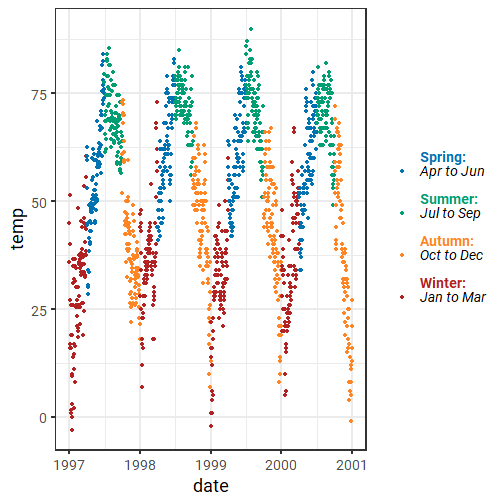 75
50
25
0
temp
1997
1998
1999
2000
2001
date
Spring:
Apr to Jun
Summer:
Jul to Sep
Autumn:
Oct to Dec
Winter:
Jan to Mar